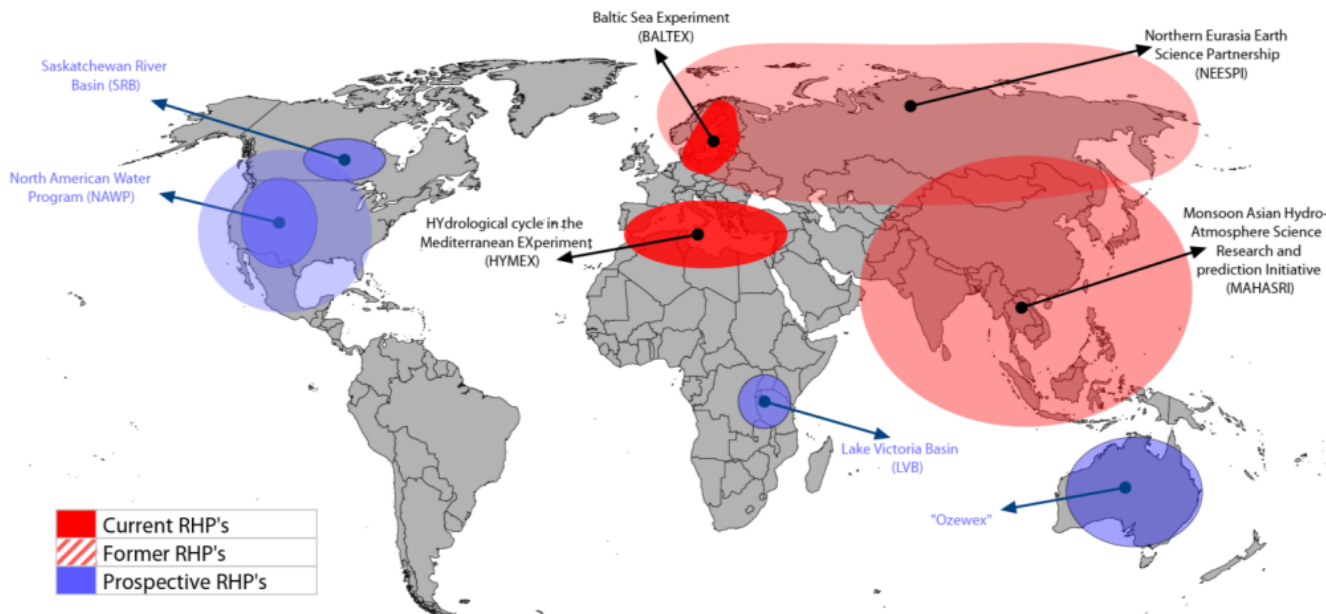 Baltic Sea Experiment
(BALTEX)
Northern Eurasia Earth
Science Partnership
(NEESPI)
Saskatchewan River
Basin (SRB)
North American Water
Program (NAWP)
HYdrological cycle in the
Mediterranean EXperiment
(HYMEX)
Monsoon Asian Hydro-
Atmosphere Science
Research and
prediction Initiative
(MAHASRI)
Lake Victoria Basin
(LVB)
"Ozewex"
Current RHP's
Former RHP's
Prospective RHP's